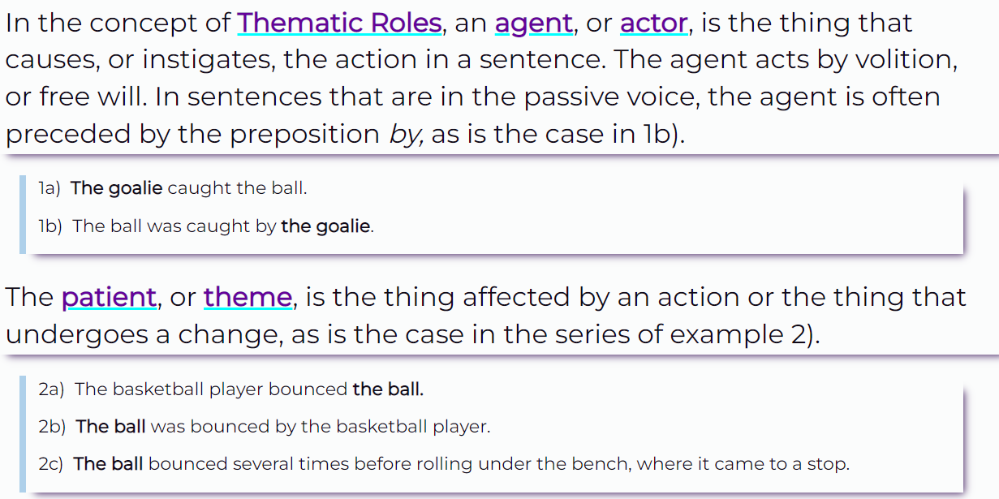 In the concept of Thematic Roles, an agent, or actor, is the thing that
causes, or instigates, the action in a sentence. The agent acts by volition,
or free will. In sentences that are in the passive voice, the agent is often
preceded by the preposition by, as is the case in 1b).
1a) The goalie caught the ball.
1b) The ball was caught by the goalie.
The patient, or theme, is the thing affected by an action or the thing that
undergoes a change, as is the case in the series of example 2).
2a) The basketball player bounced the ball.
2b) The ball was bounced by the basketball player.
2c) The ball bounced several times before rolling under the bench, where it came to a stop.